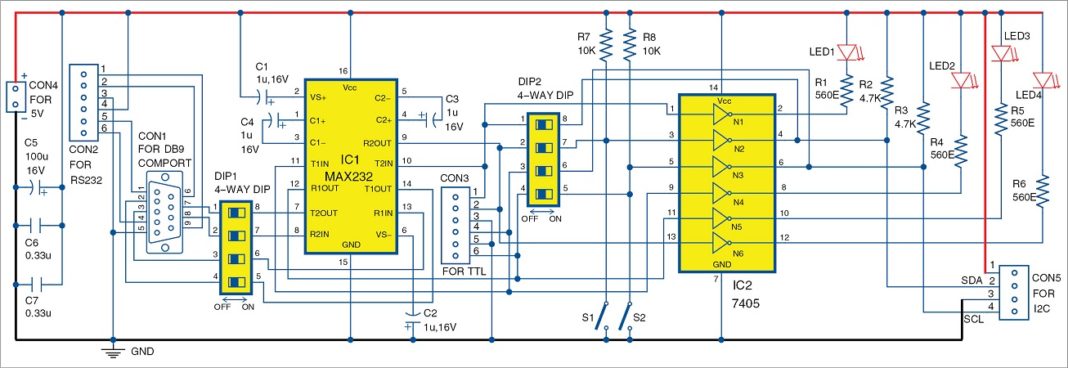 +
CON4
FOR
5V
−
C5
100u
16V
+
C6
0.33u
C7
0.33u
GND
1
2
3
4
5
6
CON2
FOR
RS232
CON1
FOR DB9
COMPORT
1
2
3
4
5
6
7
8
9
DIP1
4-WAY DIP
1
2
3
4
8
7
6
5
OFF
ON
C1
1u,16V
+
C4
1u
16V
+
16
Vcc
2
VS+
C2−
5
1
C1+
C2+
4
3
C1−
R2OUT
9
IC1
MAX232
11
T1IN
T2IN
10
12
R1OUT
T1OUT
14
7
T2OUT
R1IN
13
8
R2IN
VS−
6
GND
15
C3
1u
16V
+
C2
1u,16V
+
CON3
1
2
3
4
5
6
FOR TTL
DIP2
4-WAY DIP
1
2
3
4
8
7
6
5
OFF
ON
R7
10K
R8
10K
S1
S2
14
Vcc
1
N1
2
3
N2
4
5
N3
6
9
N4
8
11
N5
10
13
N6
12
GND
7
IC2
7405
LED1
R1
560E
R2
4.7K
R3
4.7K
LED2
R4
560E
LED3
LED4
R5
560E
R6
560E
1
SDA
2
3
SCL
4
CON5
FOR
I2C